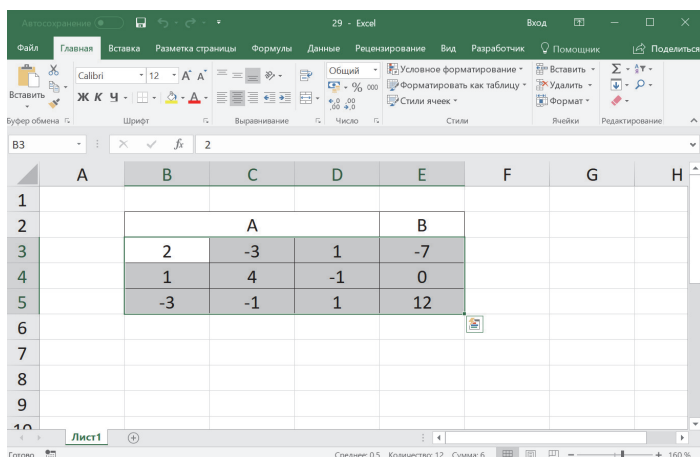 Автосохранение 29 - Excel Вход
Файл Главная Вставка Разметка страницы Формулы Данные Рецензирование Вид Разработчик Помощник Поделиться
Calibri 12 A A Общий Условное форматирование Вставить Σ
Вставить Ж К Ч A % 000 Форматировать как таблицу Удалить
Стили ячеек Формат
Буфер обмена Шрифт Выравнивание Число Стили Ячейки Редактирование
B3 fx 2
A B C D E F G H
1
2 A B
3 2 -3 1 -7
4 1 4 -1 0
5 -3 -1 1 12
6
7
8
9
10
Лист1
Готово Среднее: 0,5 Количество: 12 Сумма: 6 160 %